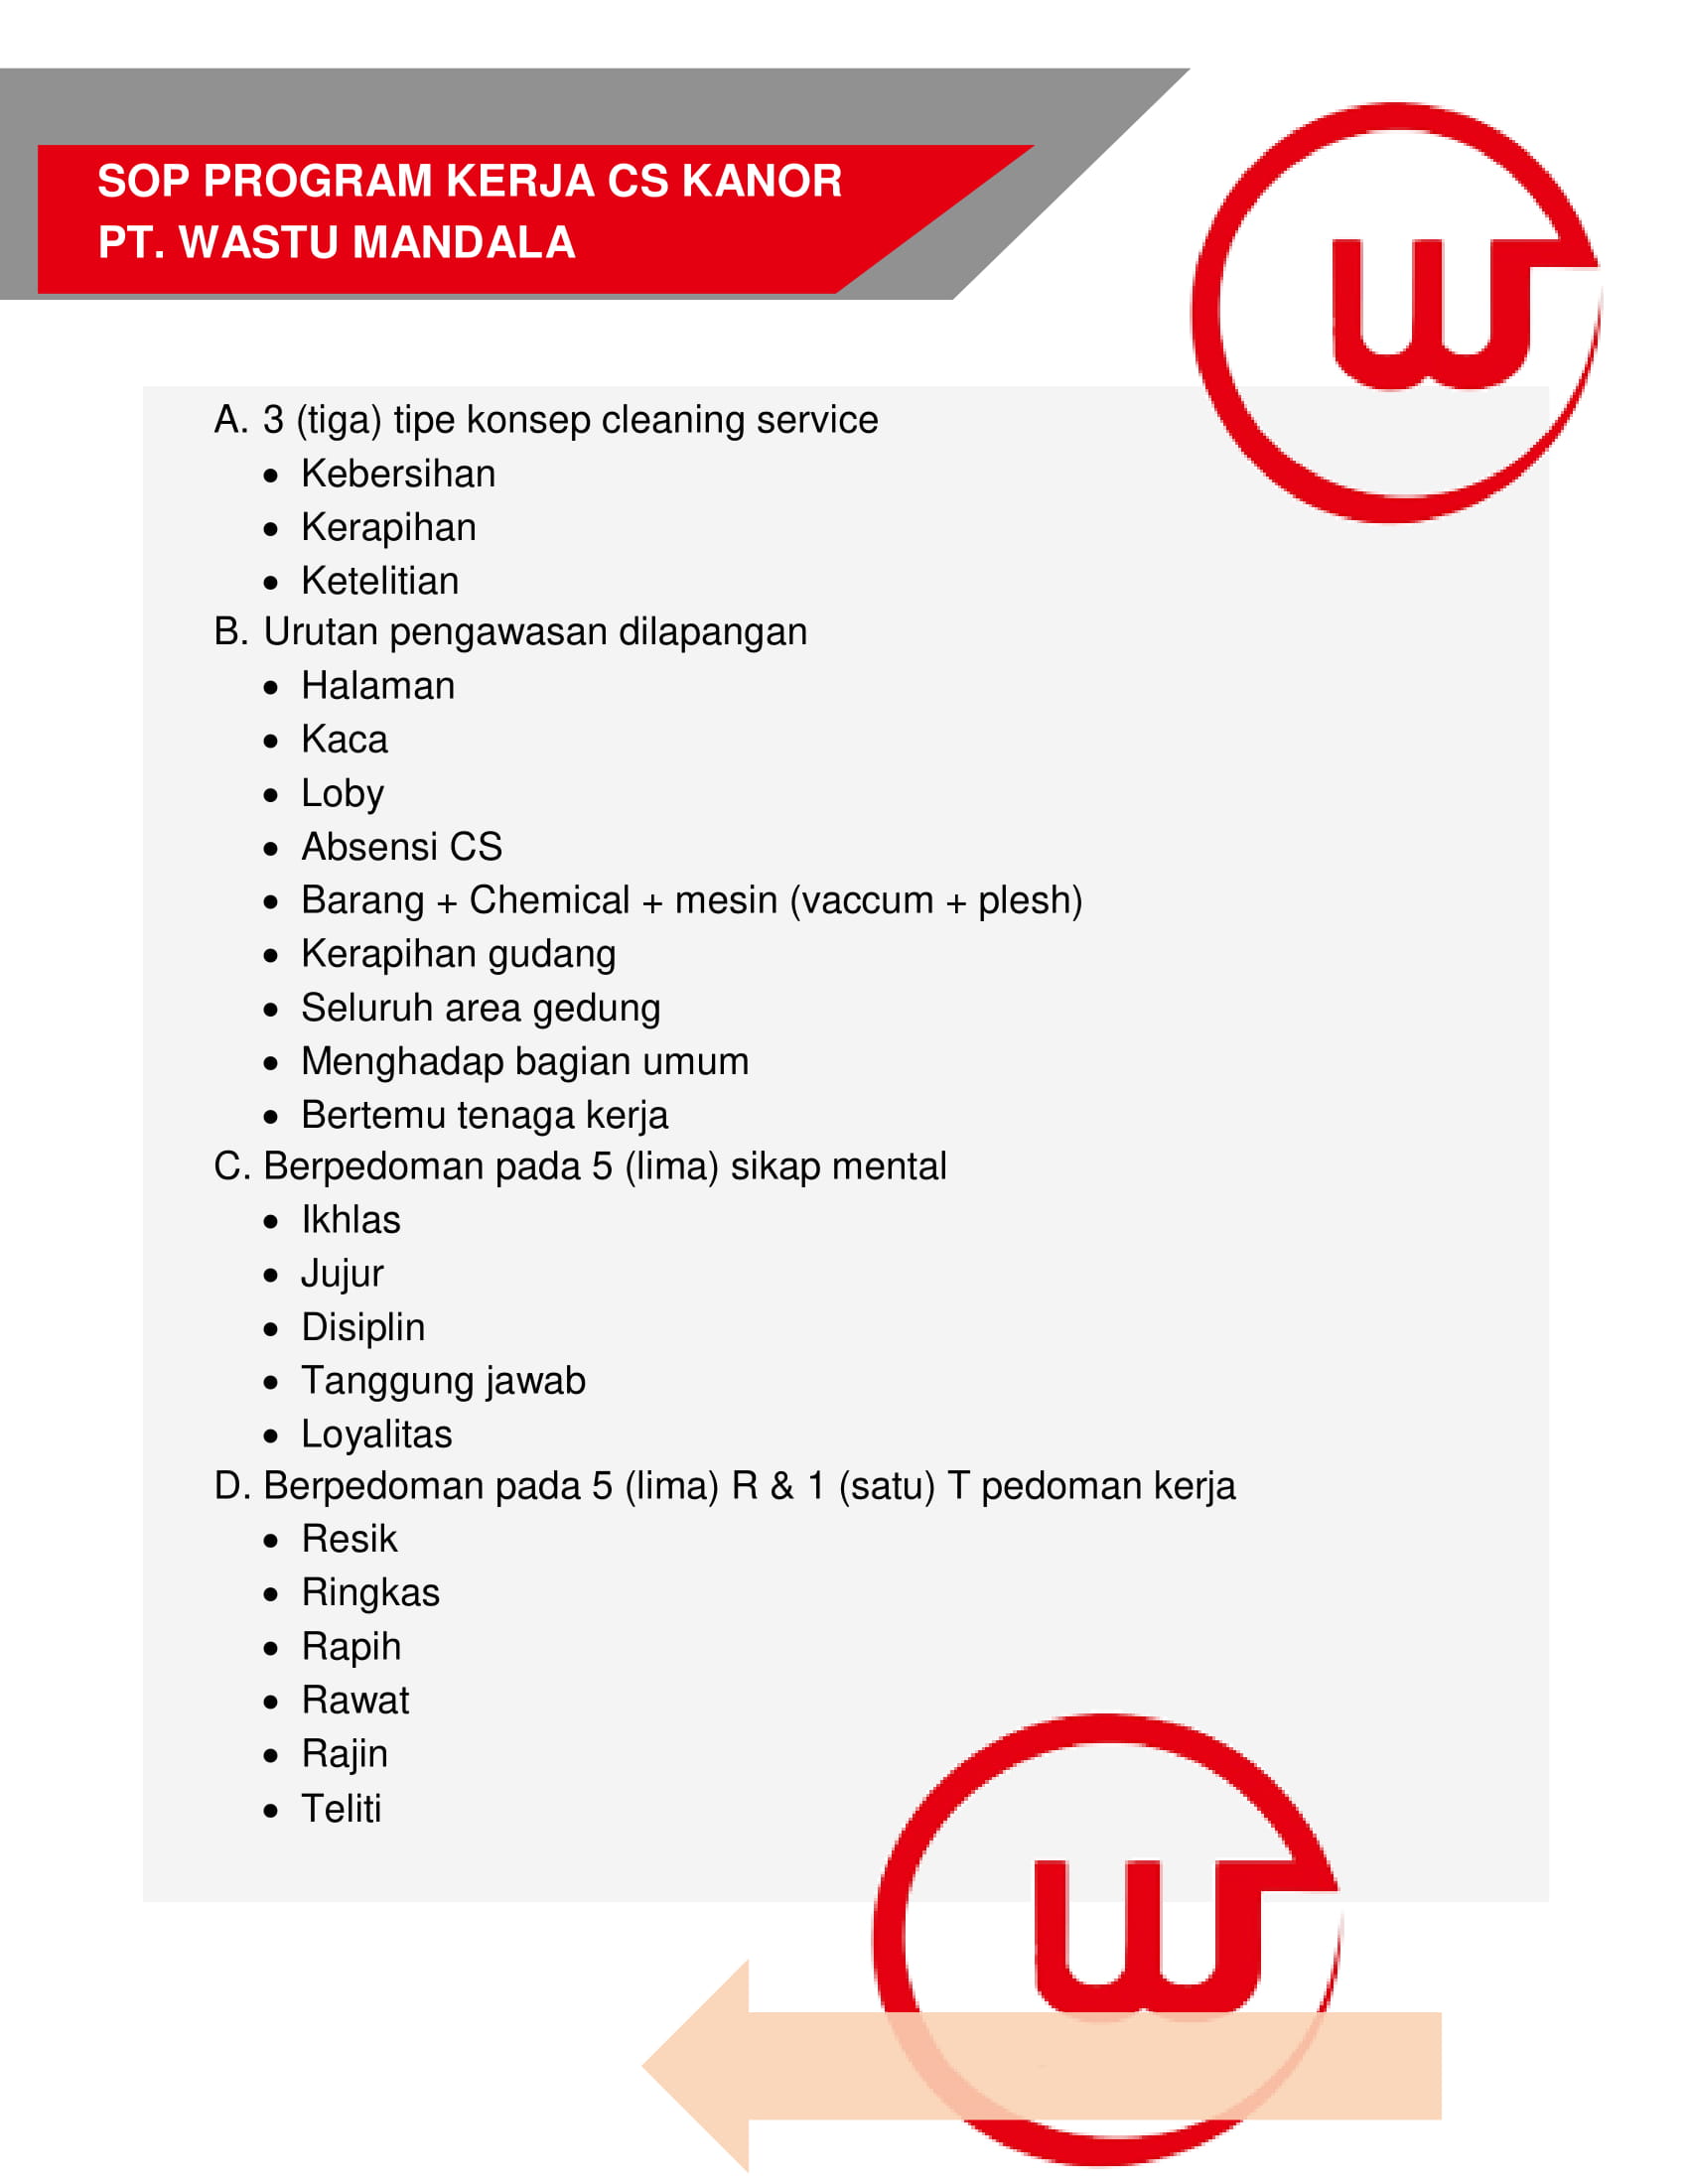 SOP PROGRAM KERJA CS KANOR
PT. WASTU MANDALA
A. 3 (tiga) tipe konsep cleaning service
• Kebersihan
• Kerapihan
• Ketelitian
B. Urutan pengawasan dilapangan
• Halaman
• Kaca
• Loby
• Absensi CS
• Barang + Chemical + mesin (vaccum + plesh)
• Kerapihan gudang
• Seluruh area gedung
• Menghadap bagian umum
• Bertemu tenaga kerja
C. Berpedoman pada 5 (lima) sikap mental
• Ikhlas
• Jujur
• Disiplin
• Tanggung jawab
• Loyalitas
D. Berpedoman pada 5 (lima) R & 1 (satu) T pedoman kerja
• Resik
• Ringkas
• Rapih
• Rawat
• Rajin
• Teliti